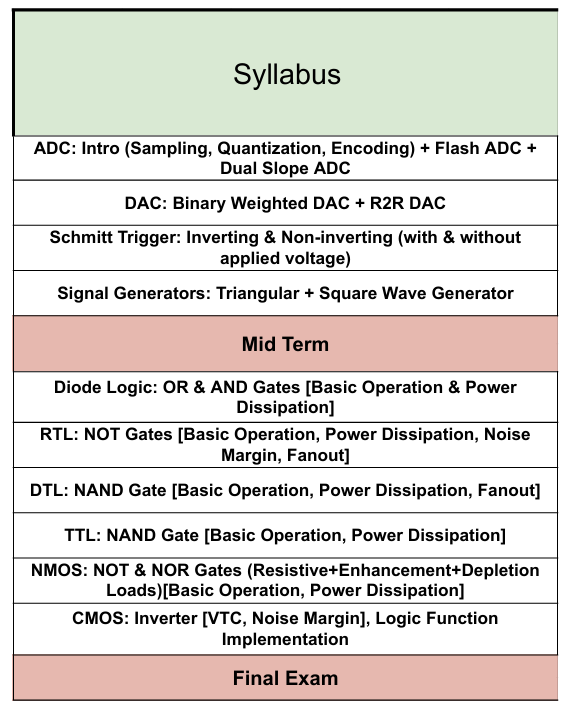 Syllabus
ADC: Intro (Sampling, Quantization, Encoding) + Flash ADC +
Dual Slope ADC
DAC: Binary Weighted DAC + R2R DAC
Schmitt Trigger: Inverting & Non-inverting (with & without
applied voltage)
Signal Generators: Triangular + Square Wave Generator
Mid Term
Diode Logic: OR & AND Gates [Basic Operation & Power
Dissipation]
RTL: NOT Gates [Basic Operation, Power Dissipation, Noise
Margin, Fanout]
DTL: NAND Gate [Basic Operation, Power Dissipation, Fanout]
TTL: NAND Gate [Basic Operation, Power Dissipation]
NMOS: NOT & NOR Gates (Resistive+Enhancement+Depletion
Loads)[Basic Operation, Power Dissipation]
CMOS: Inverter [VTC, Noise Margin], Logic Function
Implementation
Final Exam